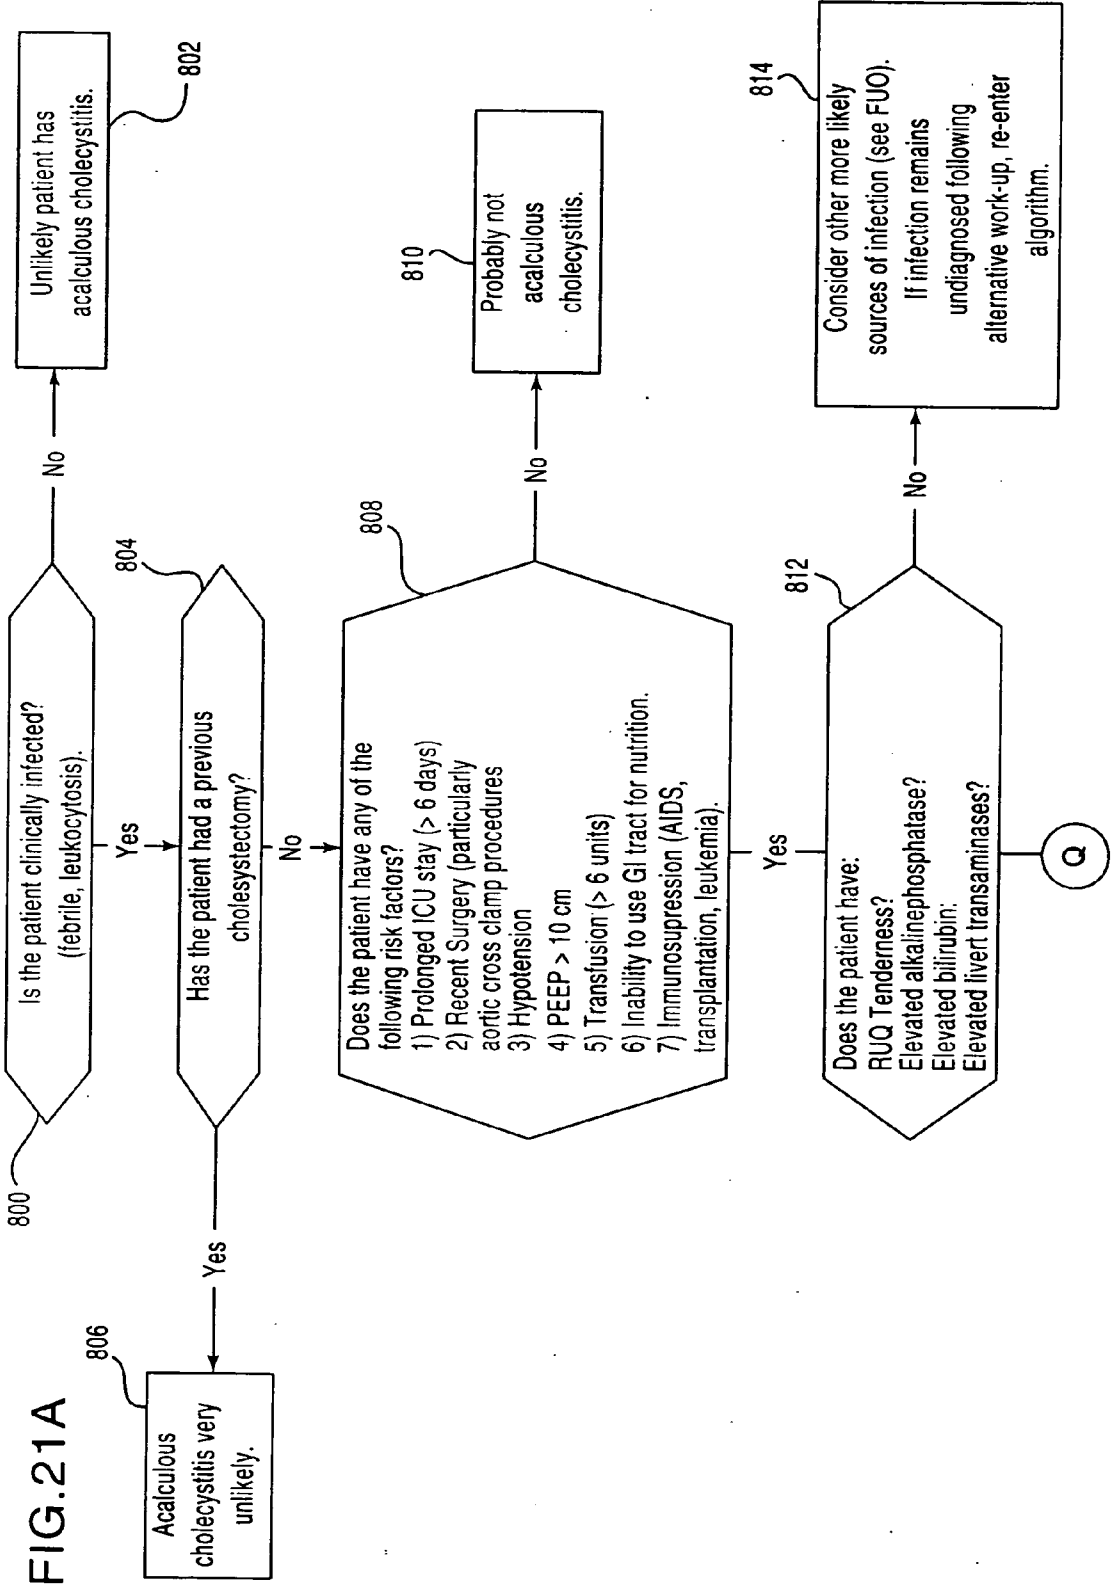 FIG.21A
800
Is the patient clinically infected?
(febrile, leukocytosis).
No
Unlikely patient has
acalculous cholecystitis.
802
Yes
804
Has the patient had a previous
cholesystectomy?
Yes
806
Acalculous
cholecystitis very
unlikely.
No
808
Does the patient have any of the
following risk factors?
1) Prolonged ICU stay (> 6 days)
2) Recent Surgery (particularly
aortic cross clamp procedures
3) Hypotension
4) PEEP > 10 cm
5) Transfusion (> 6 units)
6) Inability to use GI tract for nutrition.
7) Immunosupression (AIDS,
transplantation, leukemia).
No
810
Probably not
acalculous
cholecystitis.
Yes
812
Does the patient have:
RUQ Tenderness?
Elevated alkalinephosphatase?
Elevated bilirubin:
Elevated livert transaminases?
No
814
Consider other more likely
sources of infection (see FUO).
If infection remains
undiagnosed following
alternative work-up, re-enter
algorithm.
Q